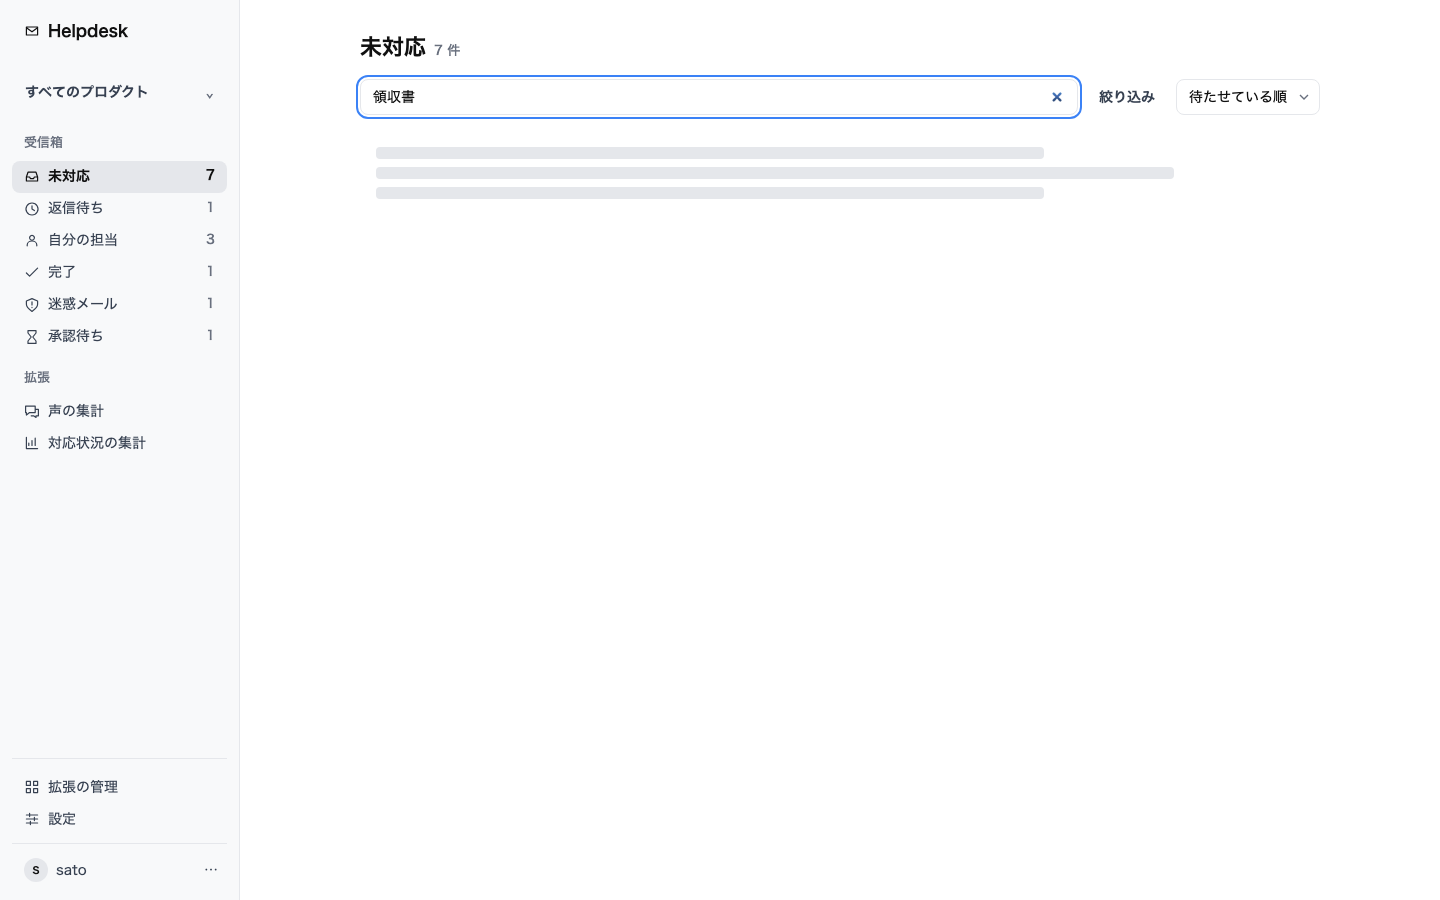 Helpdesk
すべてのプロダクト
受信箱
未対応 7
返信待ち 1
自分の担当 3
完了 1
迷惑メール 1
承認待ち 1
拡張
声の集計
対応状況の集計
拡張の管理
設定
S sato
未対応 7 件
領収書 絞り込み 待たせている順